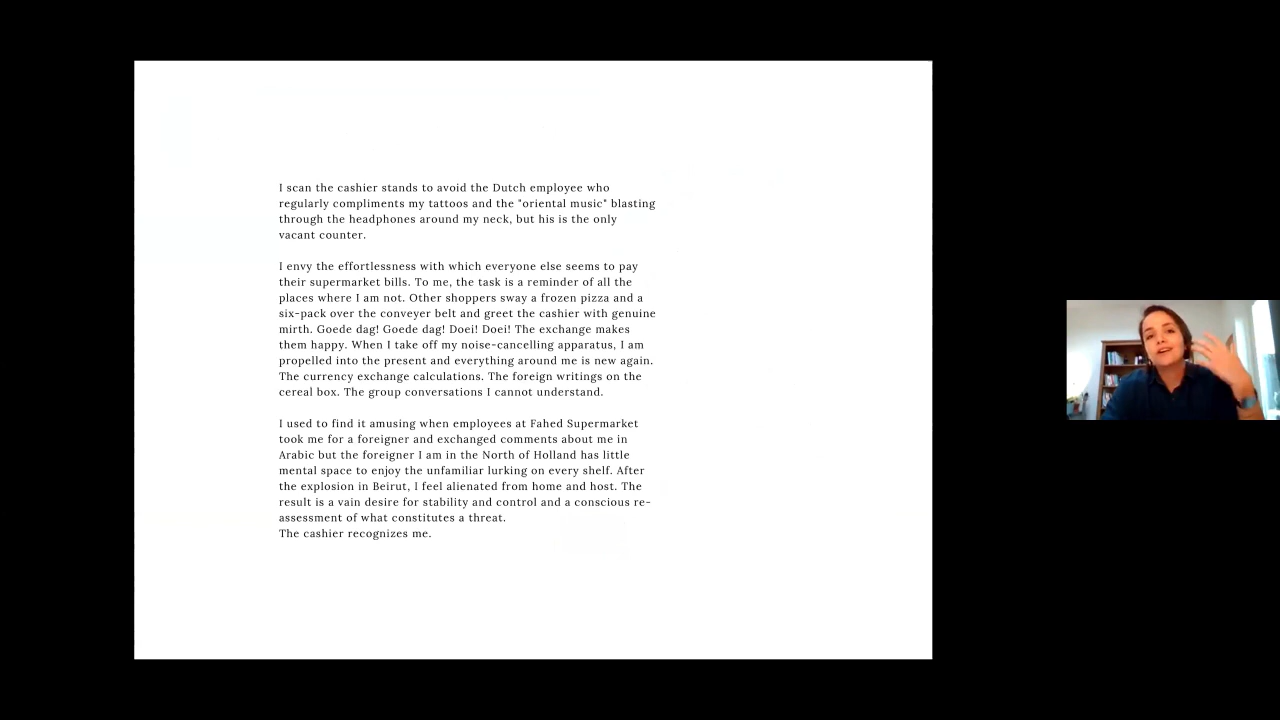 I scan the cashier stands to avoid the Dutch employee who
regularly compliments my tattoos and the "oriental music" blasting
through the headphones around my neck, but his is the only
vacant counter.
I envy the effortlessness with which everyone else seems to pay
their supermarket bills. To me, the task is a reminder of all the
places where I am not. Other shoppers sway a frozen pizza and a
six-pack over the conveyer belt and greet the cashier with genuine
mirth. Goede dag! Goede dag! Doei! Doei! The exchange makes
them happy. When I take off my noise-cancelling apparatus, I am
propelled into the present and everything around me is new again.
The currency exchange calculations. The foreign writings on the
cereal box. The group conversations I cannot understand.
I used to find it amusing when employees at Fahed Supermarket
took me for a foreigner and exchanged comments about me in
Arabic but the foreigner I am in the North of Holland has little
mental space to enjoy the unfamiliar lurking on every shelf. After
the explosion in Beirut, I feel alienated from home and host. The
result is a vain desire for stability and control and a conscious re-
assessment of what constitutes a threat.
The cashier recognizes me.